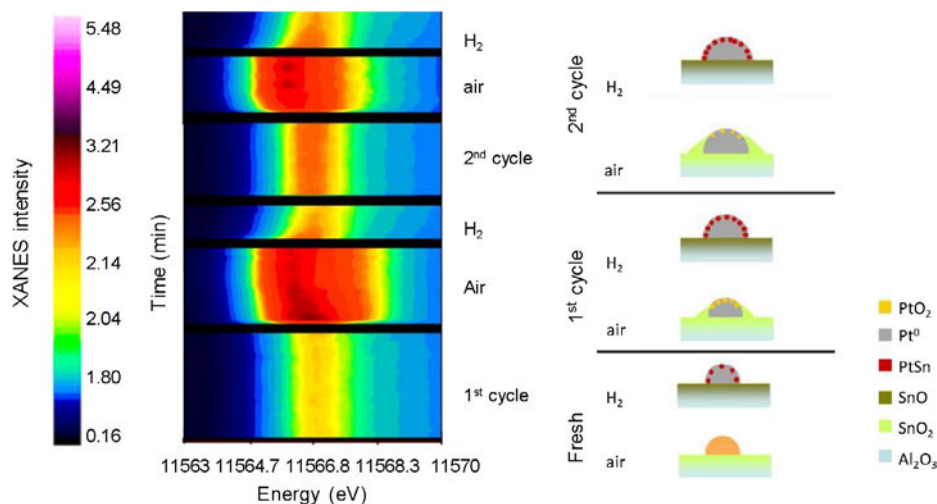 XANES intensity
5.48
4.49
3.21
2.56
2.14
2.04
1.80
0.16
Time (min)
H₂
air
2nd cycle
H₂
Air
1st cycle
11563 11564.7 11566.8 11568.3 11570
Energy (eV)
2nd cycle
H₂
air
1st cycle
H₂
air
Fresh
H₂
air
PtO₂
Pt⁰
PtSn
SnO
SnO₂
Al₂O₃